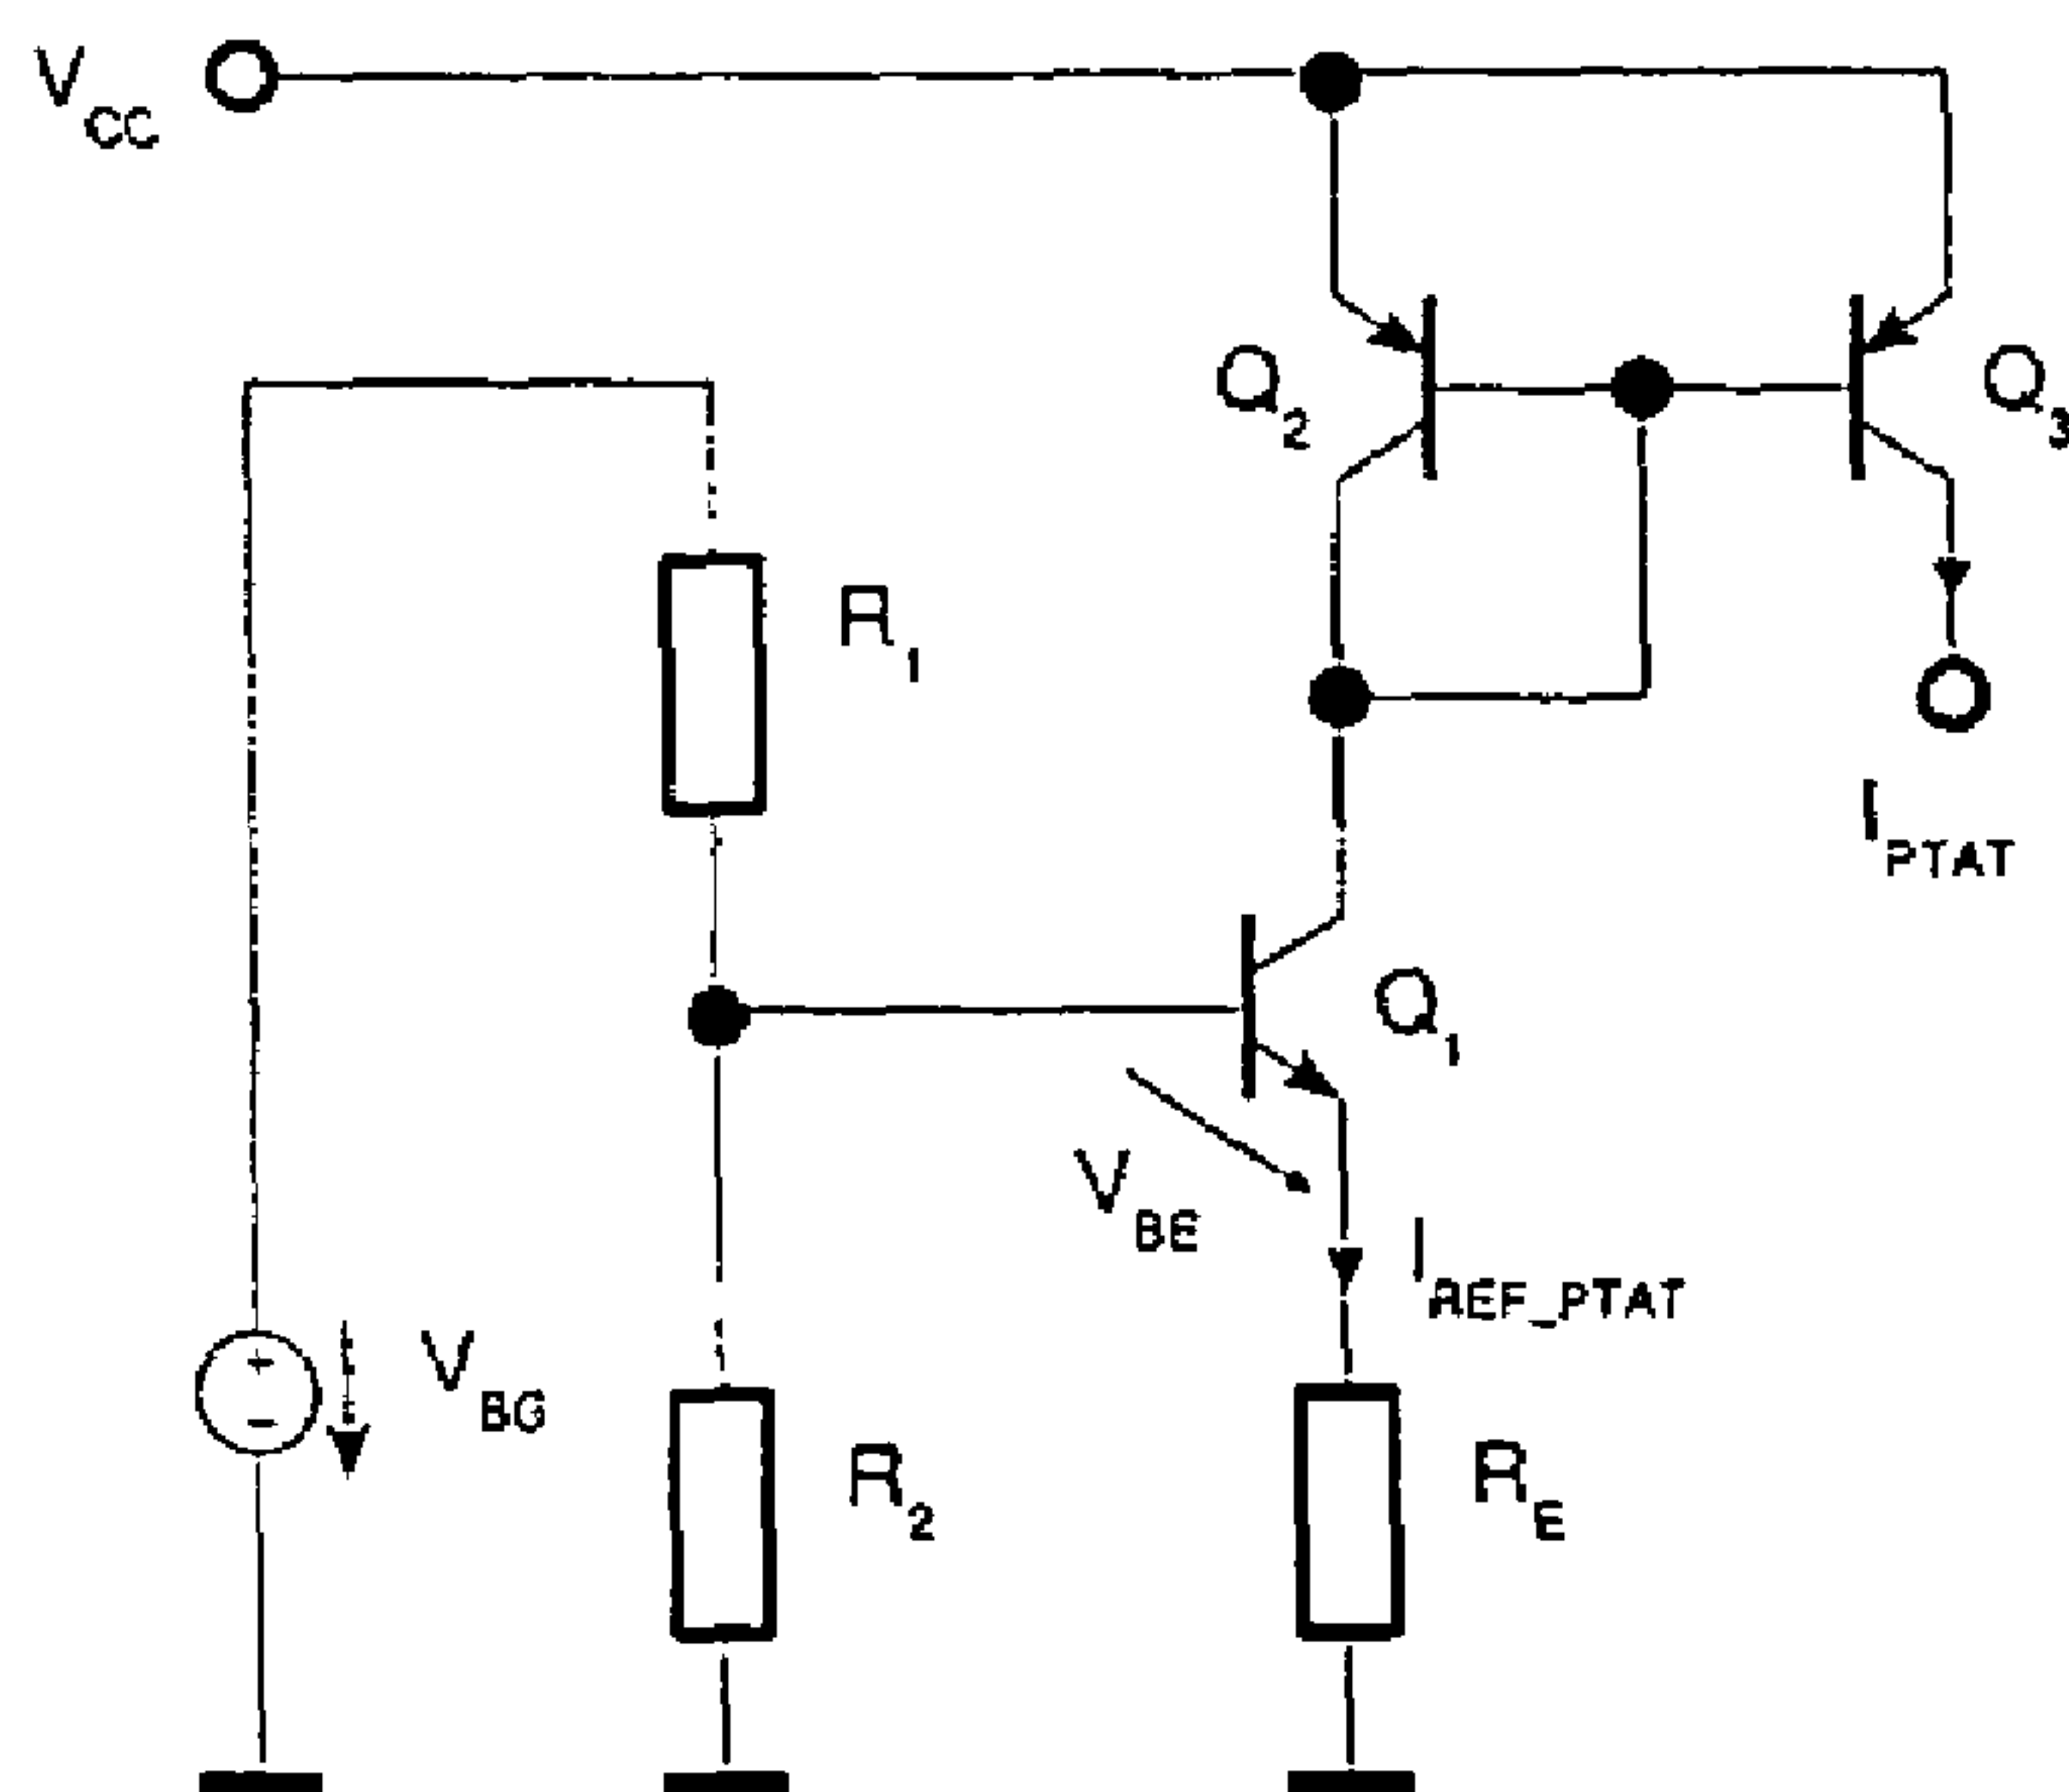 VCC
Q2
Q3
R1
IPTAT
Q1
VBE
IREF_PTAT
VBG
R2
RE